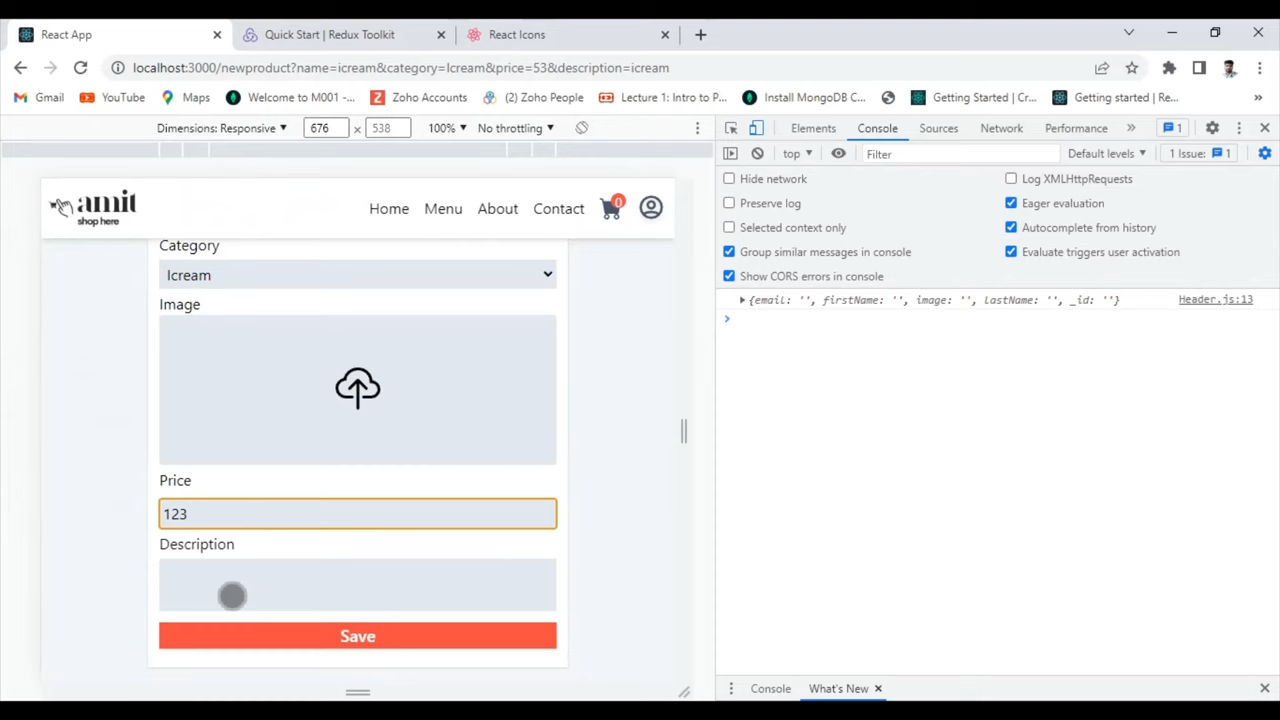 React App
Quick Start | Redux Toolkit
React Icons
localhost:3000/newproduct?name=icream&category=Icream&price=53&description=icream
Gmail
YouTube
Maps
Welcome to M001 -...
Zoho Accounts
(2) Zoho People
Lecture 1: Intro to P...
Install MongoDB C...
Getting Started | Cr...
Getting started | Re...
»
Dimensions: Responsive
676 × 538
100%
No throttling
Elements
Console
Sources
Network
Performance
»
1
top
Filter
Default levels
1 Issue: 1
Hide network
Log XMLHttpRequests
Preserve log
Eager evaluation
Selected context only
Autocomplete from history
Group similar messages in console
Evaluate triggers user activation
Show CORS errors in console
{email: '', firstName: '', image: '', lastName: '', _id: ''}
Header.js:13
amit
shop here
Home
Menu
About
Contact
0
Category
Icream
Image
Price
123
Description
Save
Console
What's New